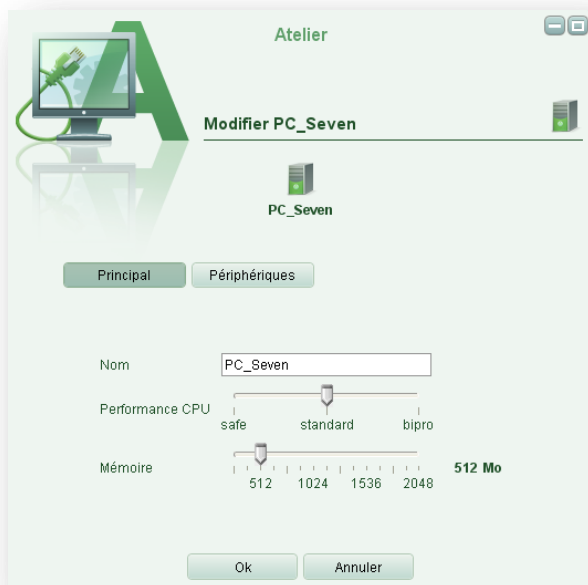 Atelier
Modifier PC_Seven
PC_Seven
Principal Périphériques
Nom PC_Seven
Performance CPU
safe standard bipro
Mémoire 512 Mo
512 1024 1536 2048
Ok Annuler